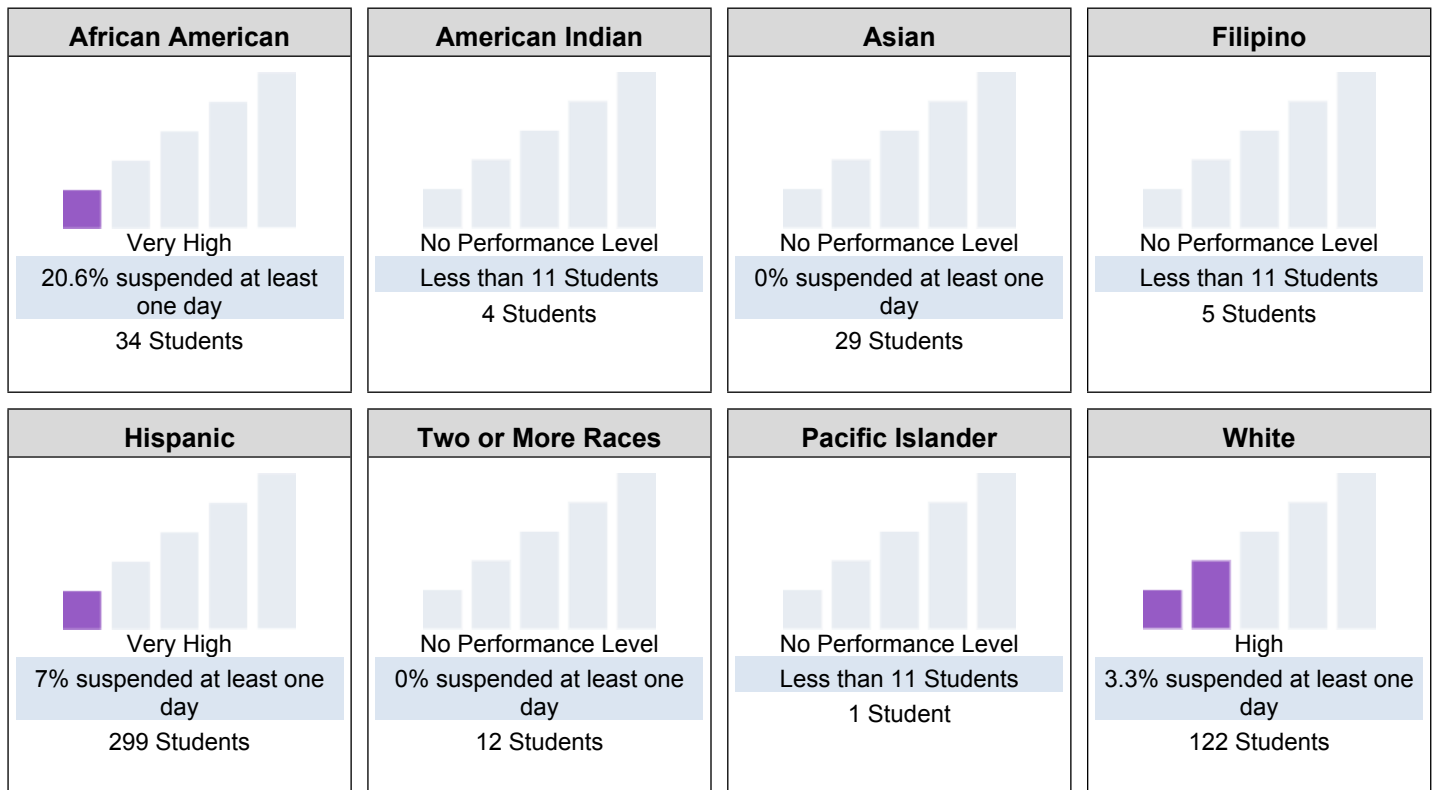 African American
Very High
20.6% suspended at least
one day
34 Students
American Indian
No Performance Level
Less than 11 Students
4 Students
Asian
No Performance Level
0% suspended at least one
day
29 Students
Filipino
No Performance Level
Less than 11 Students
5 Students
Hispanic
Very High
7% suspended at least one
day
299 Students
Two or More Races
No Performance Level
0% suspended at least one
day
12 Students
Pacific Islander
No Performance Level
Less than 11 Students
1 Student
White
High
3.3% suspended at least one
day
122 Students